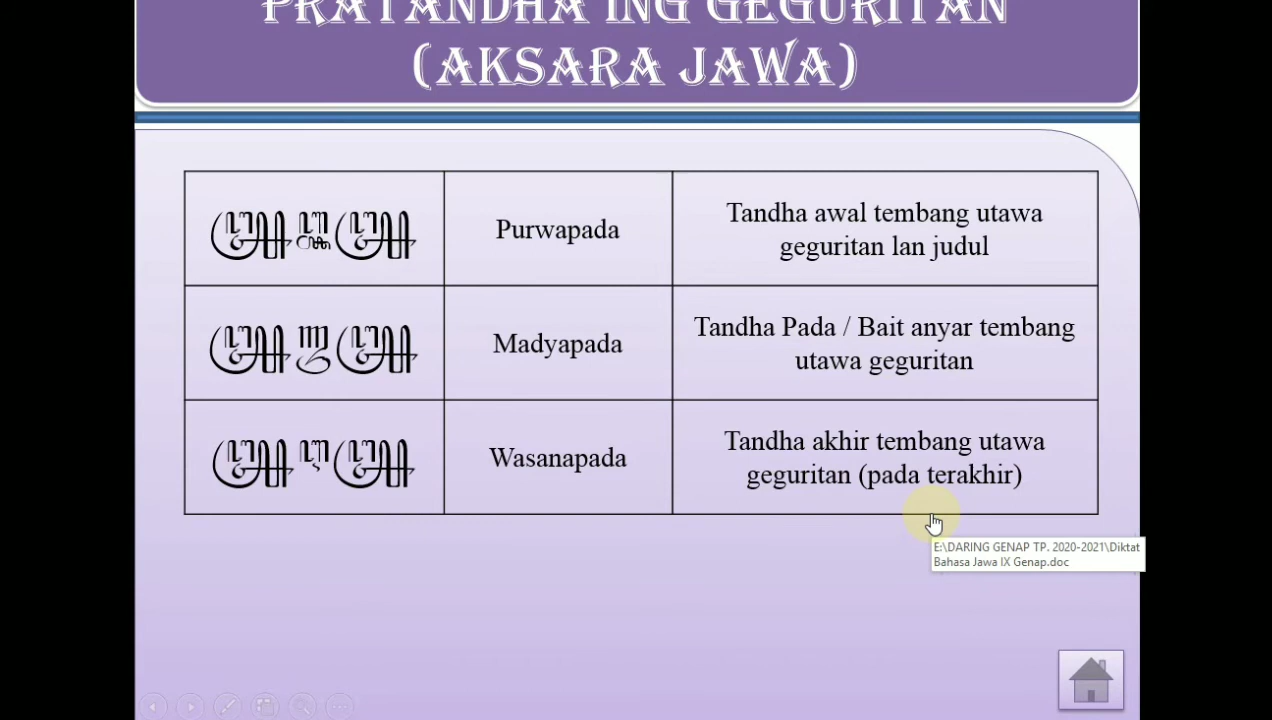 PRATANDHA ING GEGURITAN
(AKSARA JAWA)
Purwapada
Tandha awal tembang utawa
geguritan lan judul
Madyapada
Tandha Pada / Bait anyar tembang
utawa geguritan
Wasanapada
Tandha akhir tembang utawa
geguritan (pada terakhir)
E:\DARING GENAP TP. 2020-2021\Diktat
Bahasa Jawa IX Genap.doc